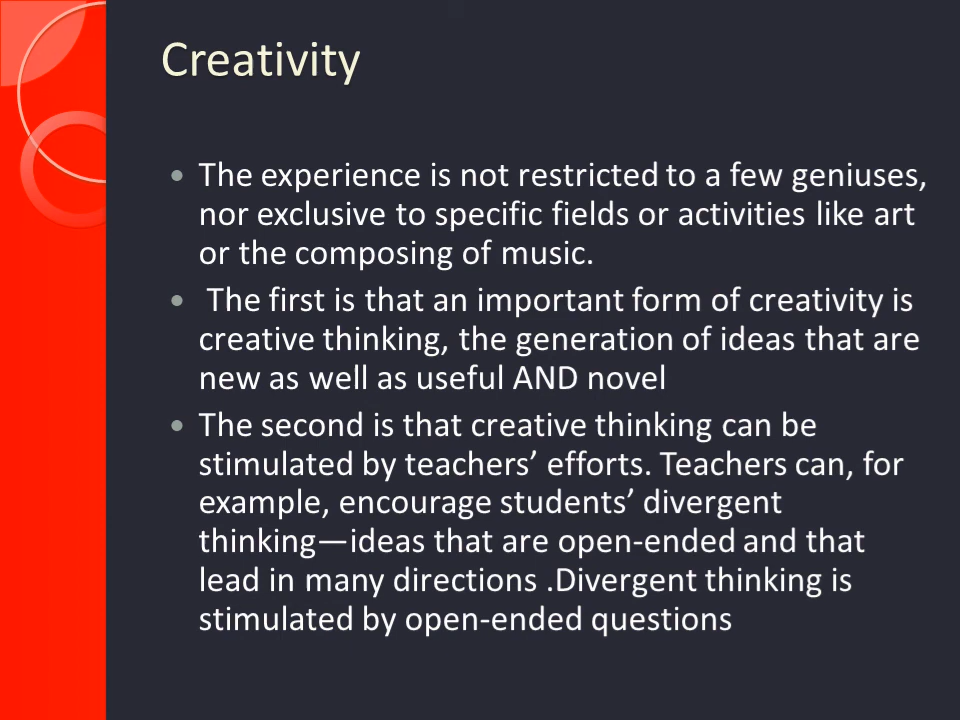 Creativity
• The experience is not restricted to a few geniuses,
nor exclusive to specific fields or activities like art
or the composing of music.
• The first is that an important form of creativity is
creative thinking, the generation of ideas that are
new as well as useful AND novel
• The second is that creative thinking can be
stimulated by teachers’ efforts. Teachers can, for
example, encourage students’ divergent
thinking—ideas that are open-ended and that
lead in many directions .Divergent thinking is
stimulated by open-ended questions